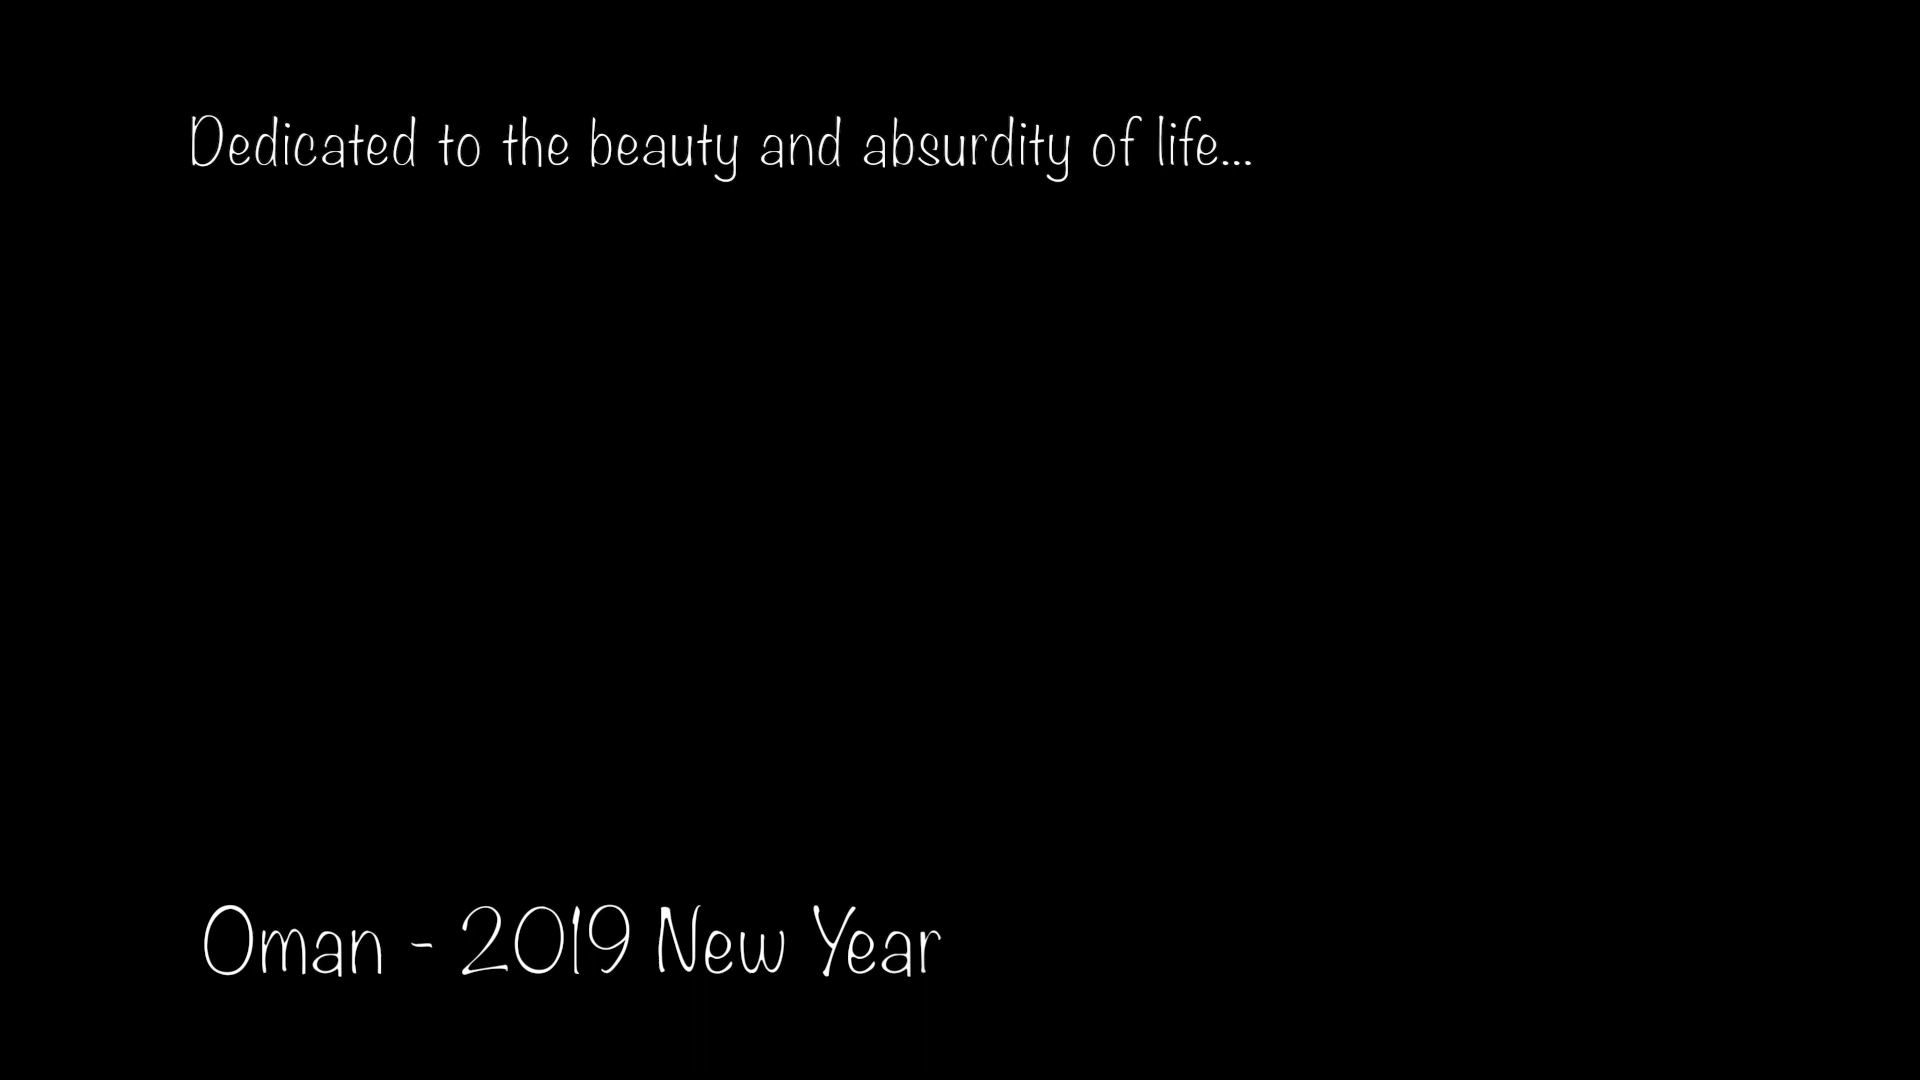 Dedicated to the beauty and absurdity of life...
Oman - 2019 New Year